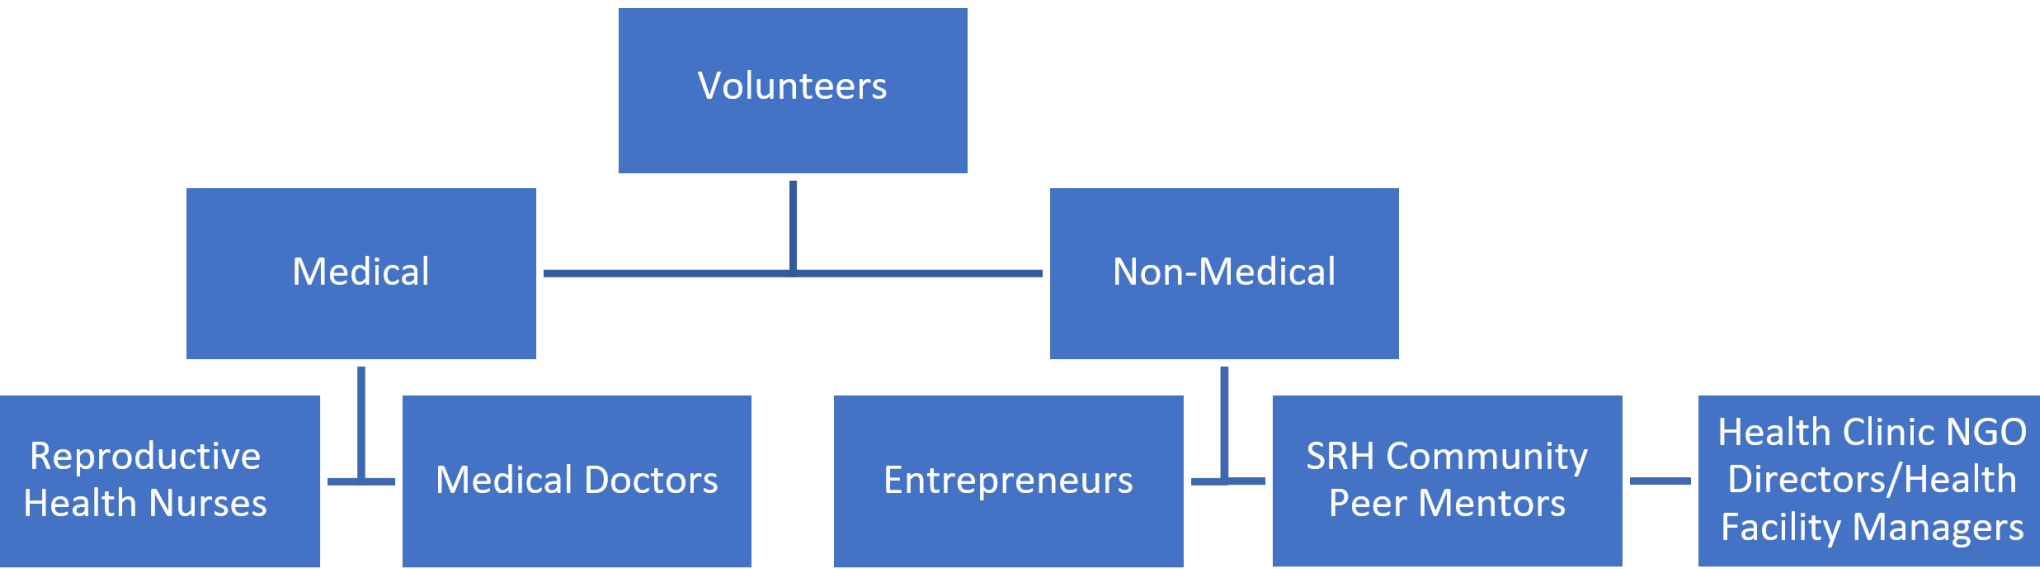 Volunteers
Medical
Non-Medical
Reproductive
Health Nurses
Medical Doctors
Entrepreneurs
SRH Community
Peer Mentors
Health Clinic NGO
Directors/Health
Facility Managers